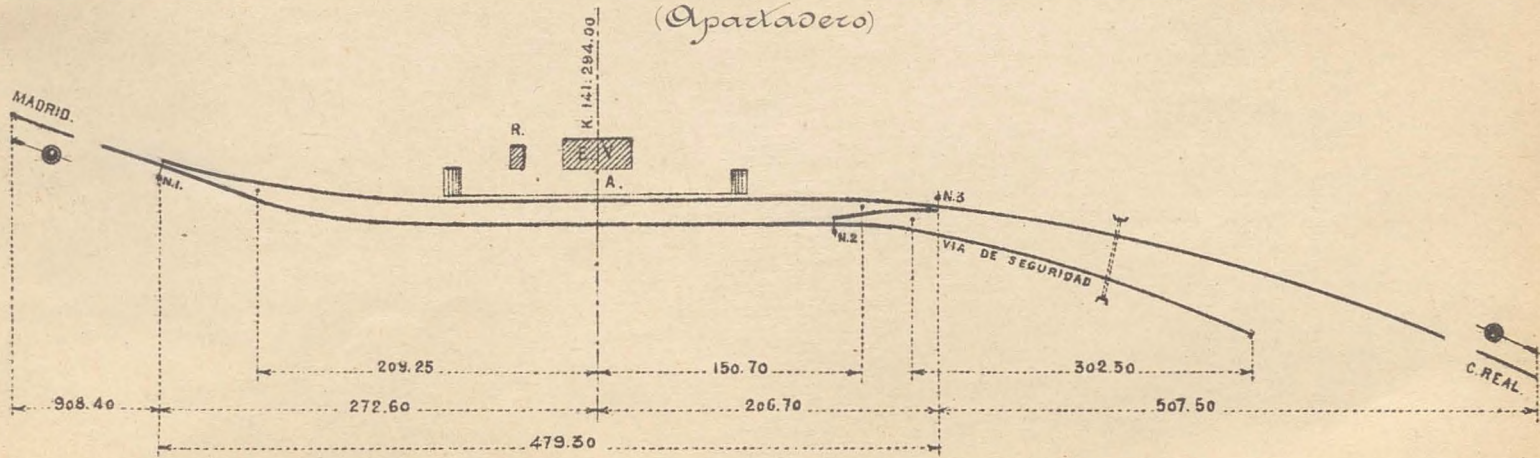 (Apartadero)
K. 141.294.00
MADRID.
R.
E. V
A.
N.1.
N.3
N.2
VIA DE SEGURIDAD
C. REAL.
209.25
150.70
302.50
908.40
272.60
206.70
507.50
479.30